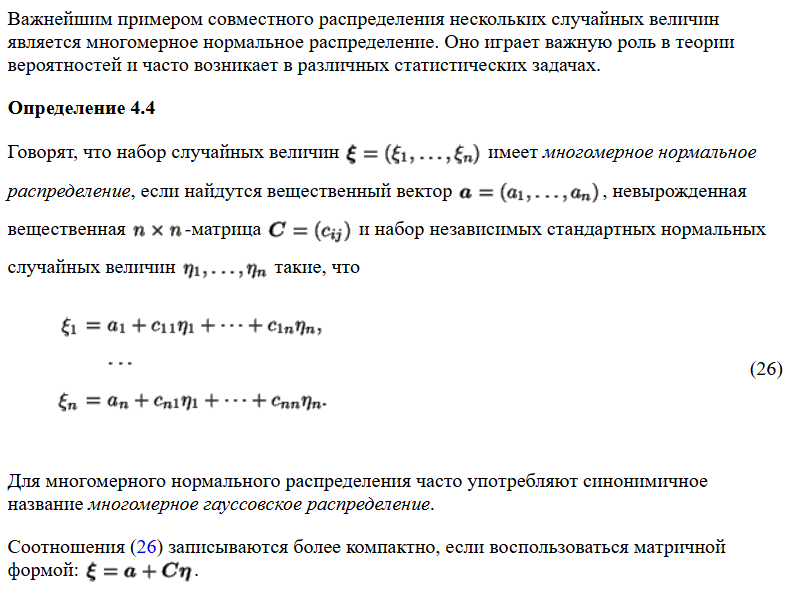 Важнейшим примером совместного распределения нескольких случайных величин
является многомерное нормальное распределение. Оно играет важную роль в теории
вероятностей и часто возникает в различных статистических задачах.
Определение 4.4
Говорят, что набор случайных величин ξ = (ξ₁, . . . , ξₙ) имеет многомерное нормальное
распределение, если найдутся вещественный вектор a = (a₁, . . . , aₙ) , невырожденная
вещественная n × n -матрица C = (cᵢⱼ) и набор независимых стандартных нормальных
случайных величин η₁, . . . , ηₙ такие, что
ξ₁ = a₁ + c₁₁η₁ + ··· + c₁ₙηₙ,
···
(26)
ξₙ = aₙ + cₙ₁η₁ + ··· + cₙₙηₙ.
Для многомерного нормального распределения часто употребляют синонимичное
название многомерное гауссовское распределение.
Соотношения (26) записываются более компактно, если воспользоваться матричной
формой: ξ = a + Cη .